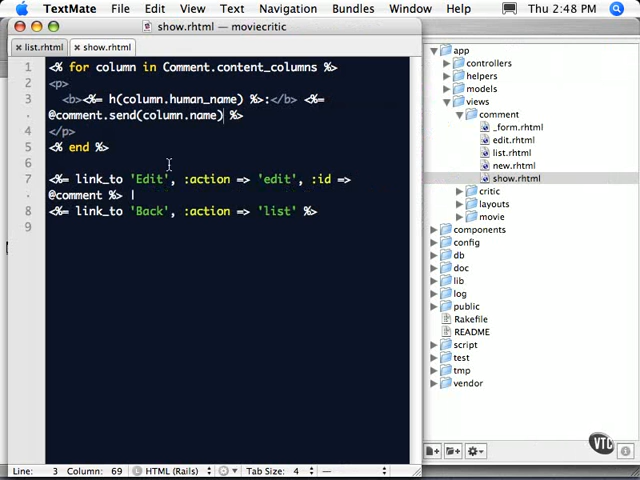 TextMate File Edit View Text Navigation Bundles Window Help Thu 2:48 PM
show.rhtml — moviecritic
list.rhtml show.rhtml
1 <% for column in Comment.content_columns %>
2 <p>
3 <b><%= h(column.human_name) %>:</b> <%=
@comment.send(column.name) %>
4 </p>
5 <% end %>
6
7 <%= link_to 'Edit', :action => 'edit', :id =>
@comment %> |
8 <%= link_to 'Back', :action => 'list' %>
9
Line: 3 Column: 69 HTML (Rails) Tab Size: 4 —
app
controllers
helpers
models
views
comment
_form.rhtml
edit.rhtml
list.rhtml
new.rhtml
show.rhtml
critic
layouts
movie
components
config
db
doc
lib
log
public
Rakefile
README
script
test
tmp
vendor
VTC